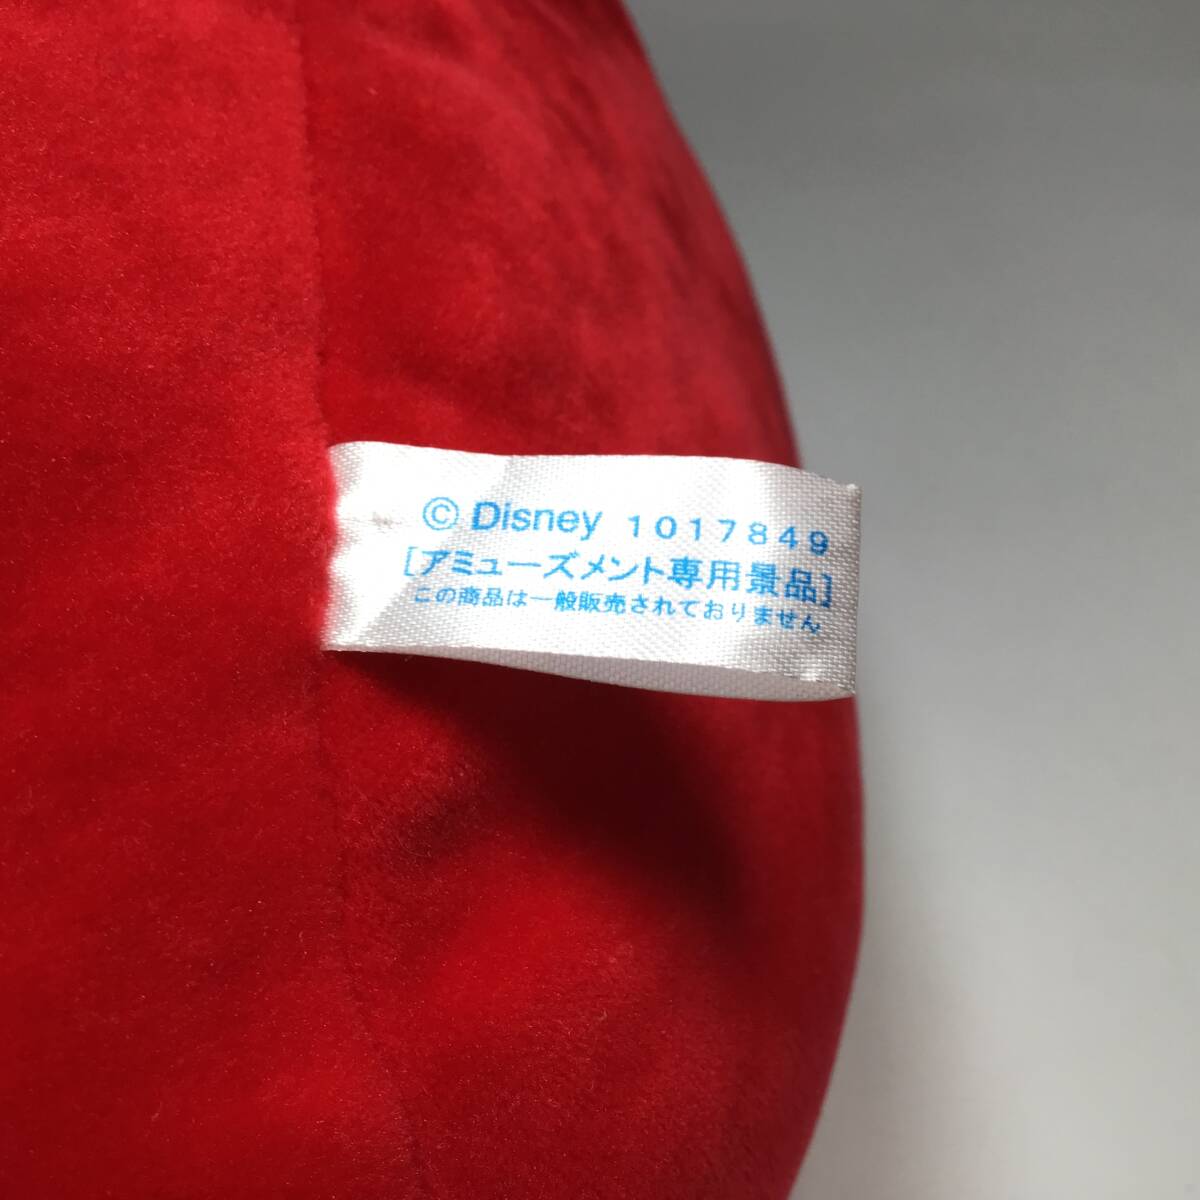 © Disney 1017849
[アミューズメント専用景品]
この商品は一般販売されておりません